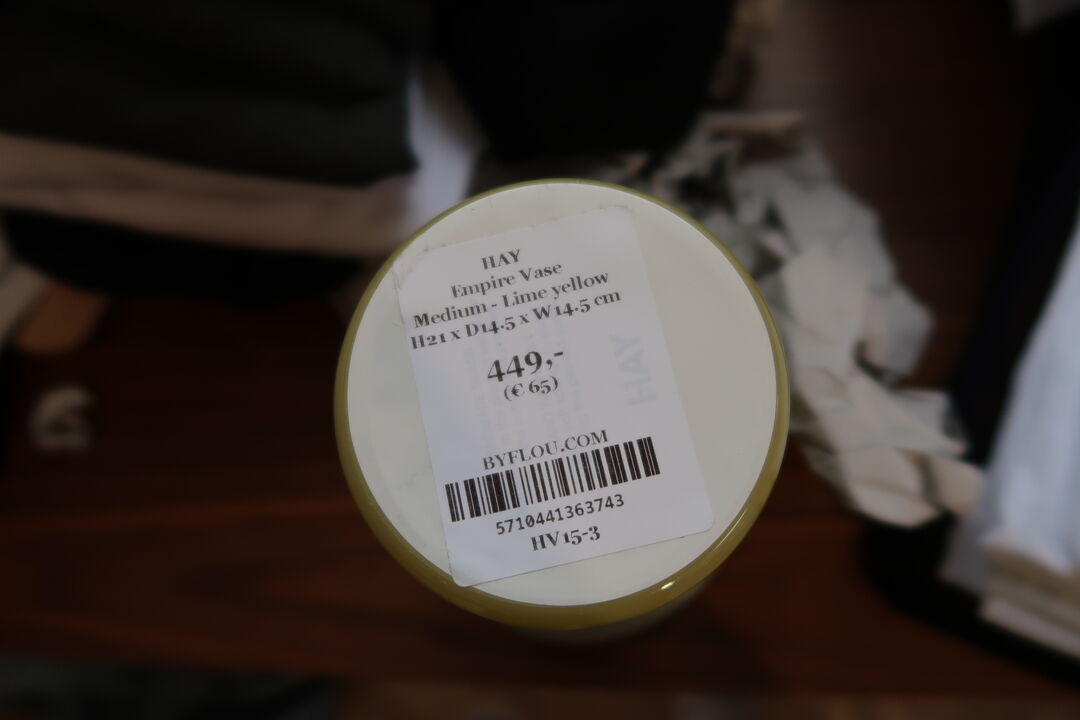 HAY
Empire Vase
Medium - Lime yellow
H21 x D14.5 x W14.5 cm
449,-
(€ 65)
BYFLOU.COM
5710441363743
HV15-3
HAY